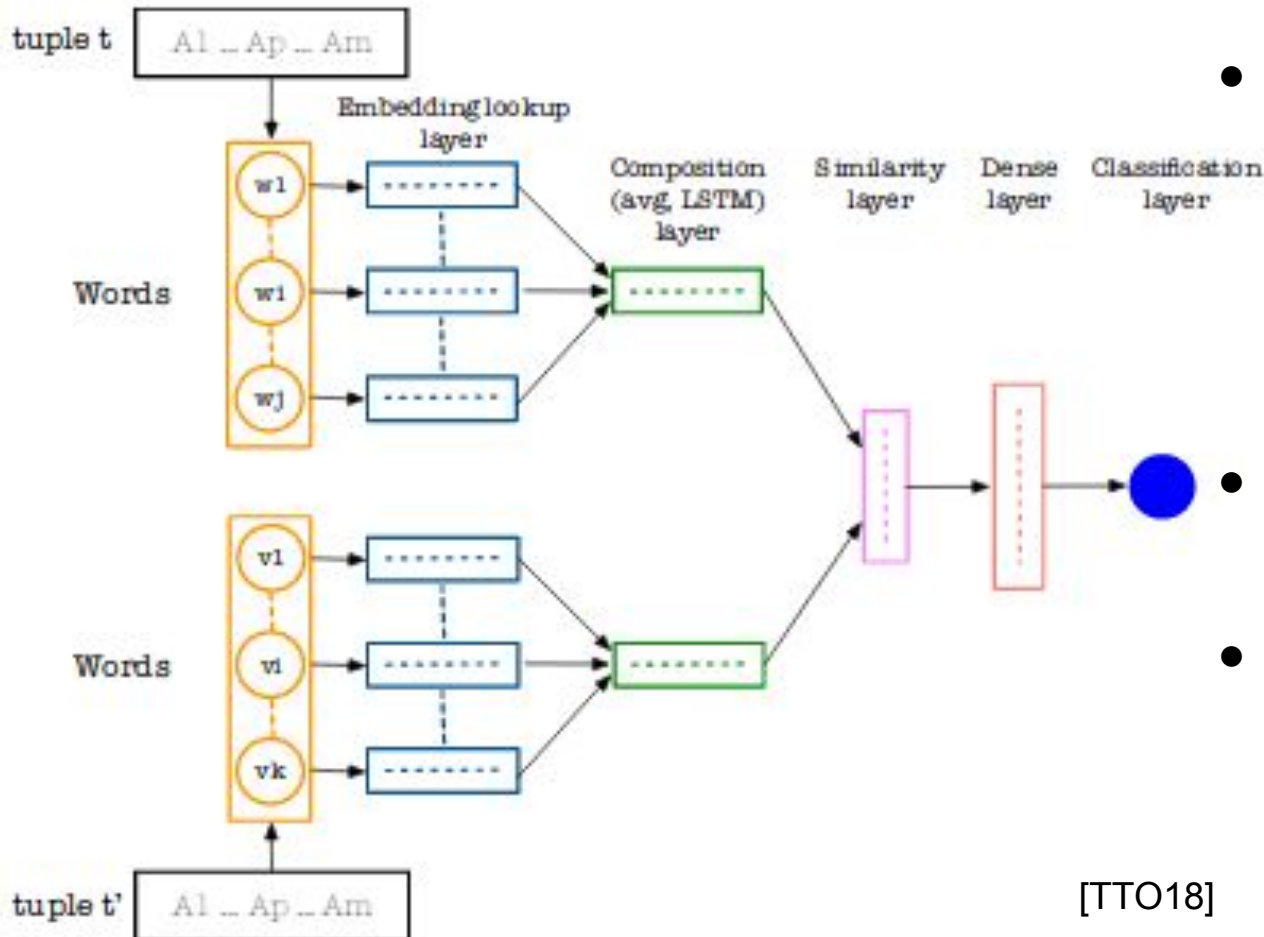 tuple t
A1 ... Ap ... Am
Embedding lookup
layer
Composition
(avg, LSTM)
layer
Similarity
layer
Dense
layer
Classification
layer
w1
Words
wi
wj
v1
Words
vi
vk
tuple t'
A1 ... Ap ... Am
[TTO18]